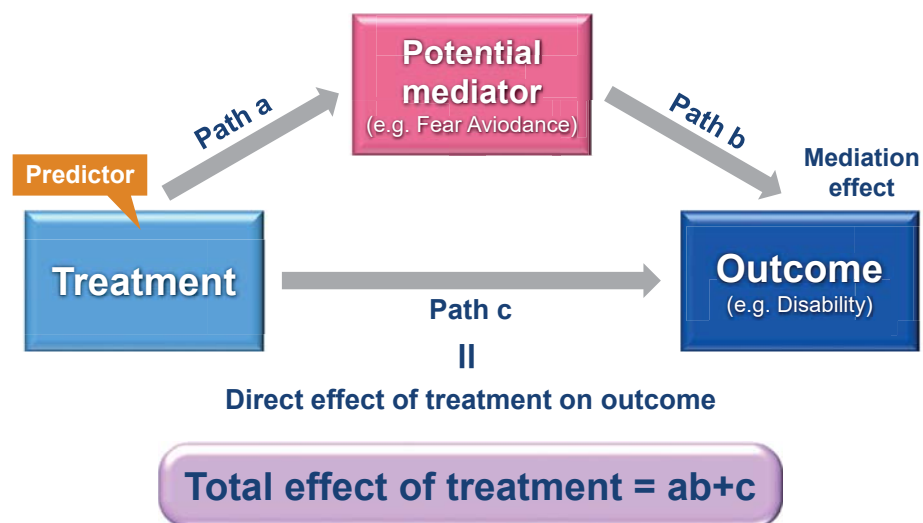 Potential
mediator
(e.g. Fear Aviodance)
Path a
Path b
Predictor
Mediation
effect
Treatment
Outcome
(e.g. Disability)
Path c
=
Direct effect of treatment on outcome
Total effect of treatment = ab+c